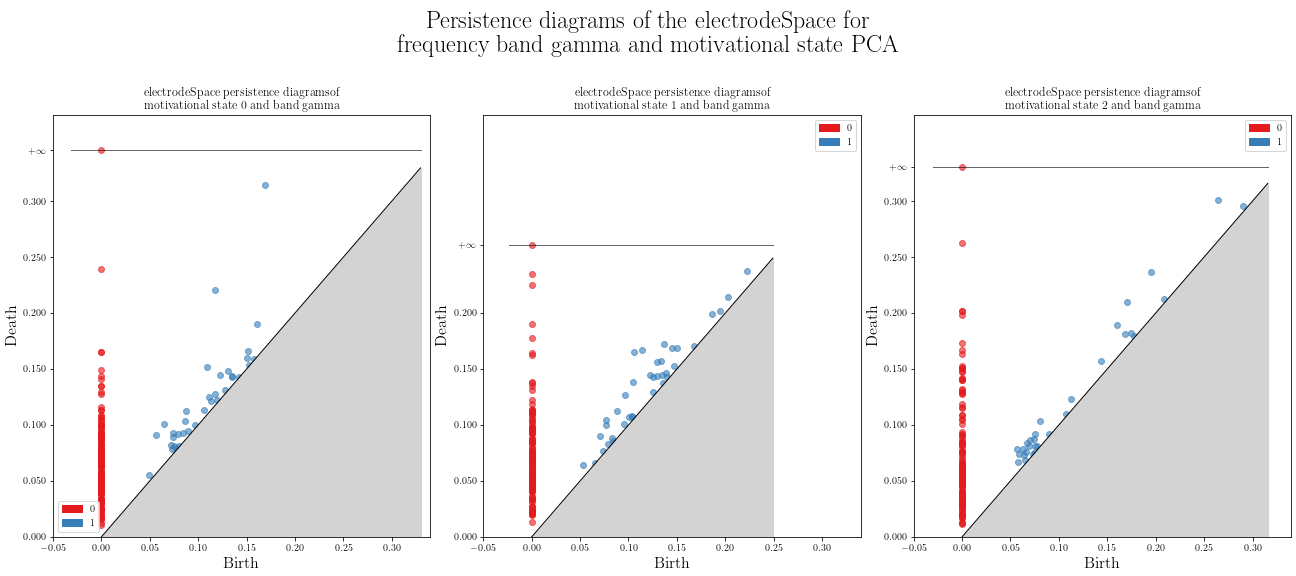 Persistence diagrams of the electrodeSpace for
frequency band gamma and motivational state PCA
electrodeSpace persistence diagramsof
motivational state 0 and band gamma
+∞
0.300
0.250
0.200
0.150
0.100
0.050
0.000
Death
0
1
−0.05 0.00 0.05 0.10 0.15 0.20 0.25 0.30
Birth
electrodeSpace persistence diagramsof
motivational state 1 and band gamma
0
1
+∞
0.200
0.150
0.100
0.050
0.000
Death
−0.05 0.00 0.05 0.10 0.15 0.20 0.25 0.30
Birth
electrodeSpace persistence diagramsof
motivational state 2 and band gamma
0
1
+∞
0.300
0.250
0.200
0.150
0.100
0.050
0.000
Death
−0.05 0.00 0.05 0.10 0.15 0.20 0.25 0.30
Birth